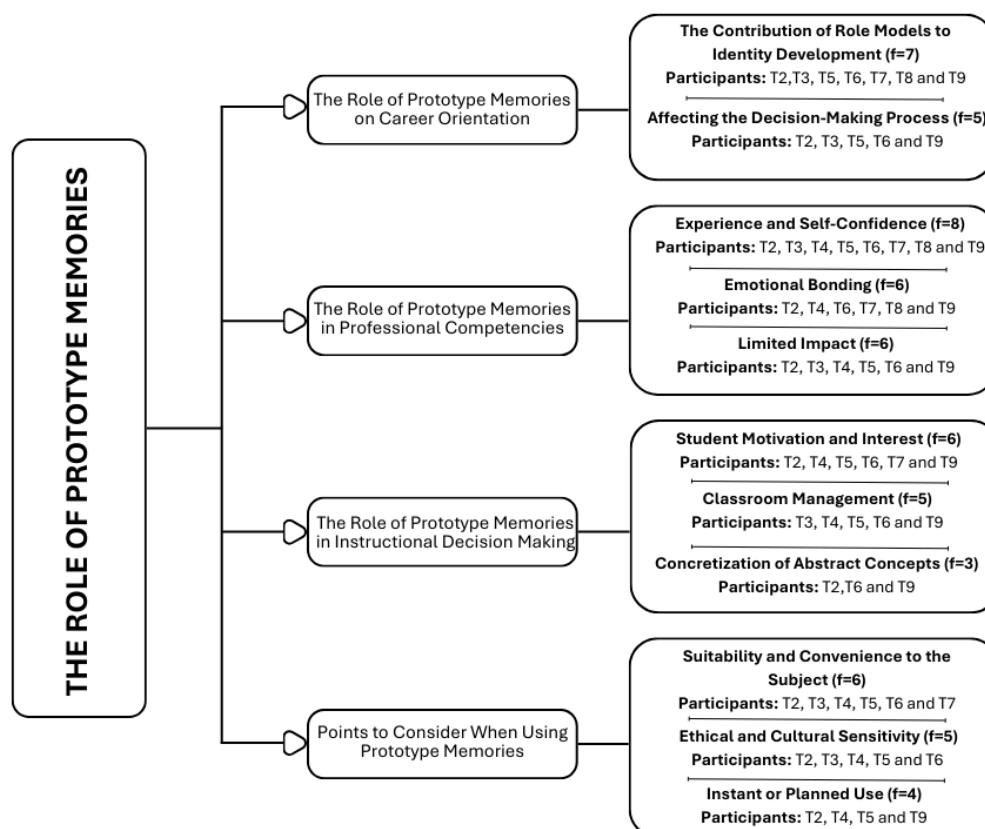 THE ROLE OF PROTOTYPE MEMORIES
The Role of Prototype Memories
on Career Orientation
The Contribution of Role Models to
Identity Development (f=7)
Participants: T2,T3, T5, T6, T7, T8 and T9
Affecting the Decision-Making Process (f=5)
Participants: T2, T3, T5, T6 and T9
The Role of Prototype Memories
in Professional Competencies
Experience and Self-Confidence (f=8)
Participants: T2, T3, T4, T5, T6, T7, T8 and T9
Emotional Bonding (f=6)
Participants: T2, T4, T6, T7, T8 and T9
Limited Impact (f=6)
Participants: T2, T3, T4, T5, T6 and T9
The Role of Prototype Memories
in Instructional Decision Making
Student Motivation and Interest (f=6)
Participants: T2, T4, T5, T6, T7 and T9
Classroom Management (f=5)
Participants: T3, T4, T5, T6 and T9
Concretization of Abstract Concepts (f=3)
Participants: T2,T6 and T9
Points to Consider When Using
Prototype Memories
Suitability and Convenience to the
Subject (f=6)
Participants: T2, T3, T4, T5, T6 and T7
Ethical and Cultural Sensitivity (f=5)
Participants: T2, T3, T4, T5 and T6
Instant or Planned Use (f=4)
Participants: T2, T4, T5 and T9